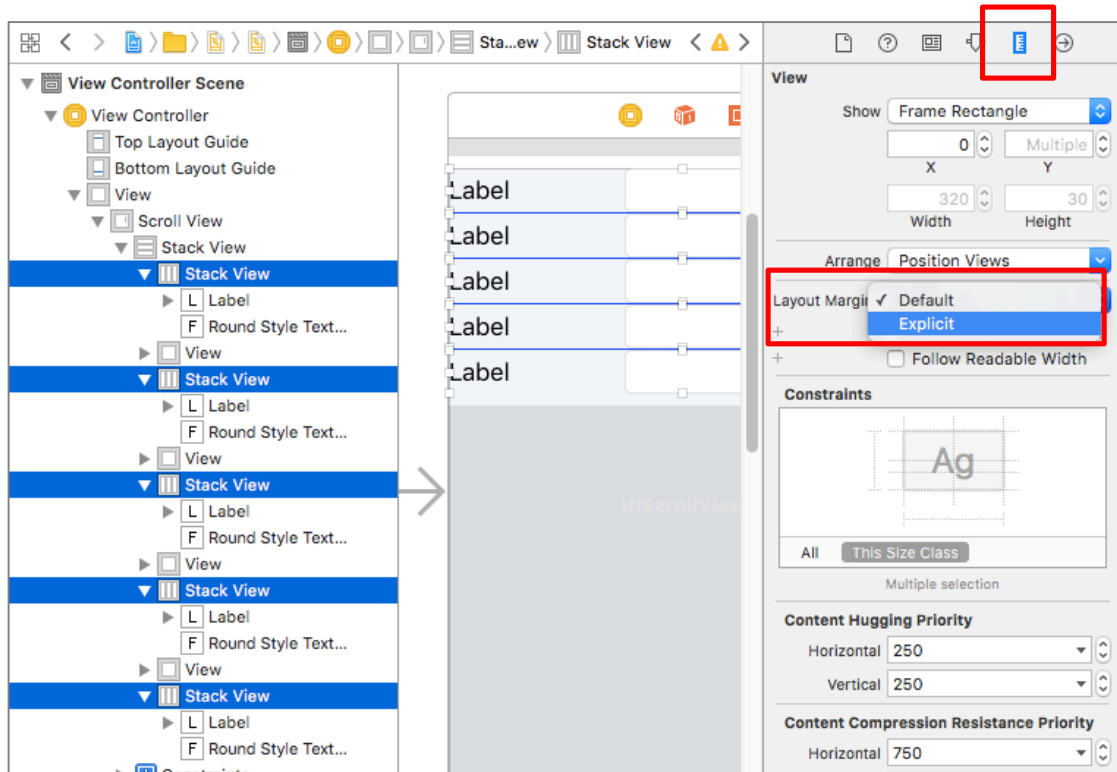 Sta...ew Stack View
View Controller Scene
View Controller
Top Layout Guide
Bottom Layout Guide
View
Scroll View
Stack View
Stack View
L Label
F Round Style Text...
View
Stack View
L Label
F Round Style Text...
View
Stack View
L Label
F Round Style Text...
View
Stack View
L Label
F Round Style Text...
View
Stack View
L Label
F Round Style Text...
Label
Label
Label
Label
Label
UIScrollView
View
Show Frame Rectangle
0 Multiple
X Y
320 30
Width Height
Arrange Position Views
Layout Margin ✓ Default
Explicit
+
+ Follow Readable Width
Constraints
Ag
All This Size Class
Multiple selection
Content Hugging Priority
Horizontal 250
Vertical 250
Content Compression Resistance Priority
Horizontal 750